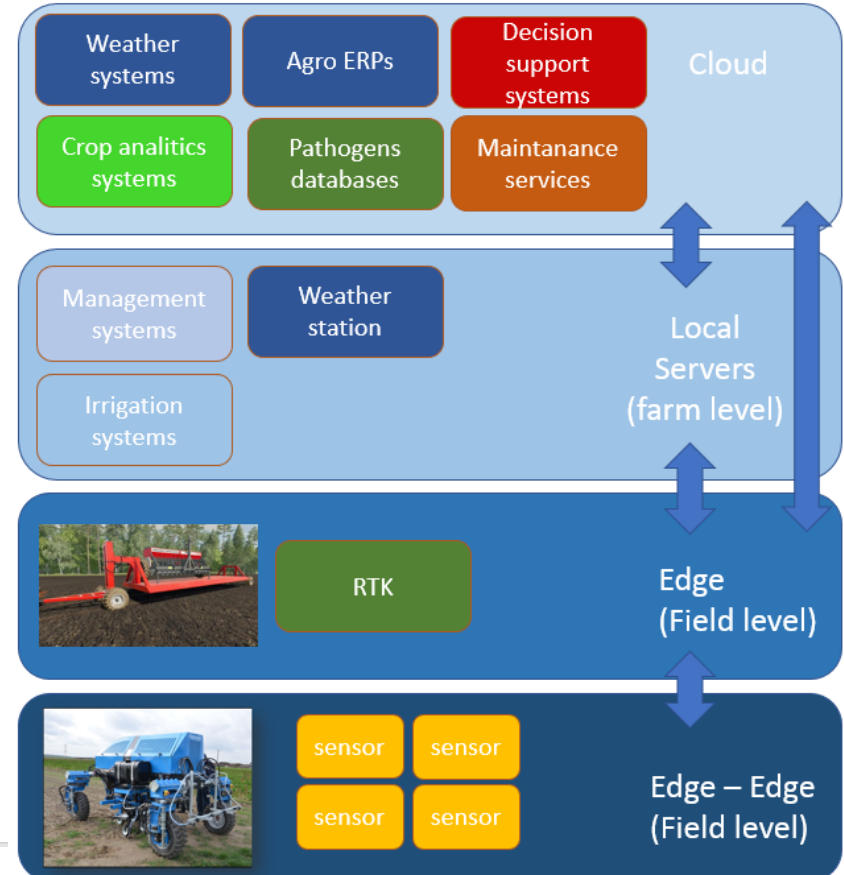 Weather
systems
Agro ERPs
Decision
support
systems
Cloud
Crop analitics
systems
Pathogens
databases
Maintanance
services
Management
systems
Weather
station
Local
Servers
(farm level)
Irrigation
systems
RTK
Edge
(Field level)
sensor
sensor
sensor
sensor
Edge – Edge
(Field level)